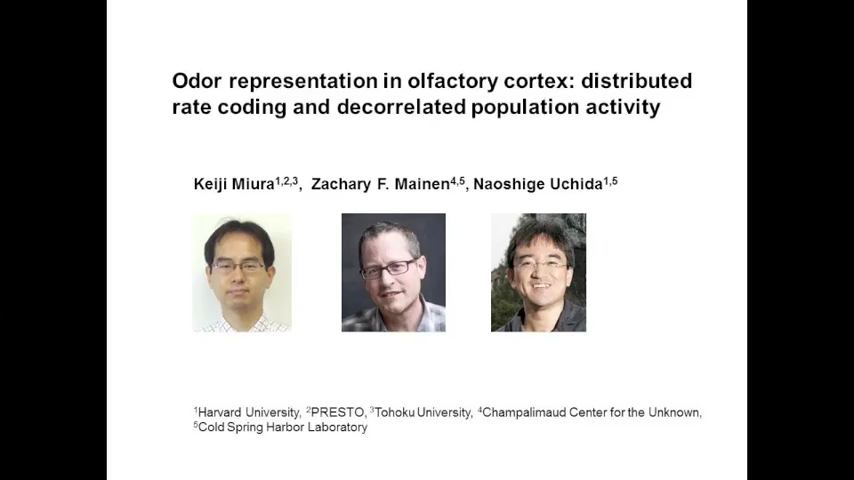 Odor representation in olfactory cortex: distributed
rate coding and decorrelated population activity
Keiji Miura1,2,3, Zachary F. Mainen4,5, Naoshige Uchida1,5
1Harvard University, 2PRESTO, 3Tohoku University, 4Champalimaud Center for the Unknown,
5Cold Spring Harbor Laboratory